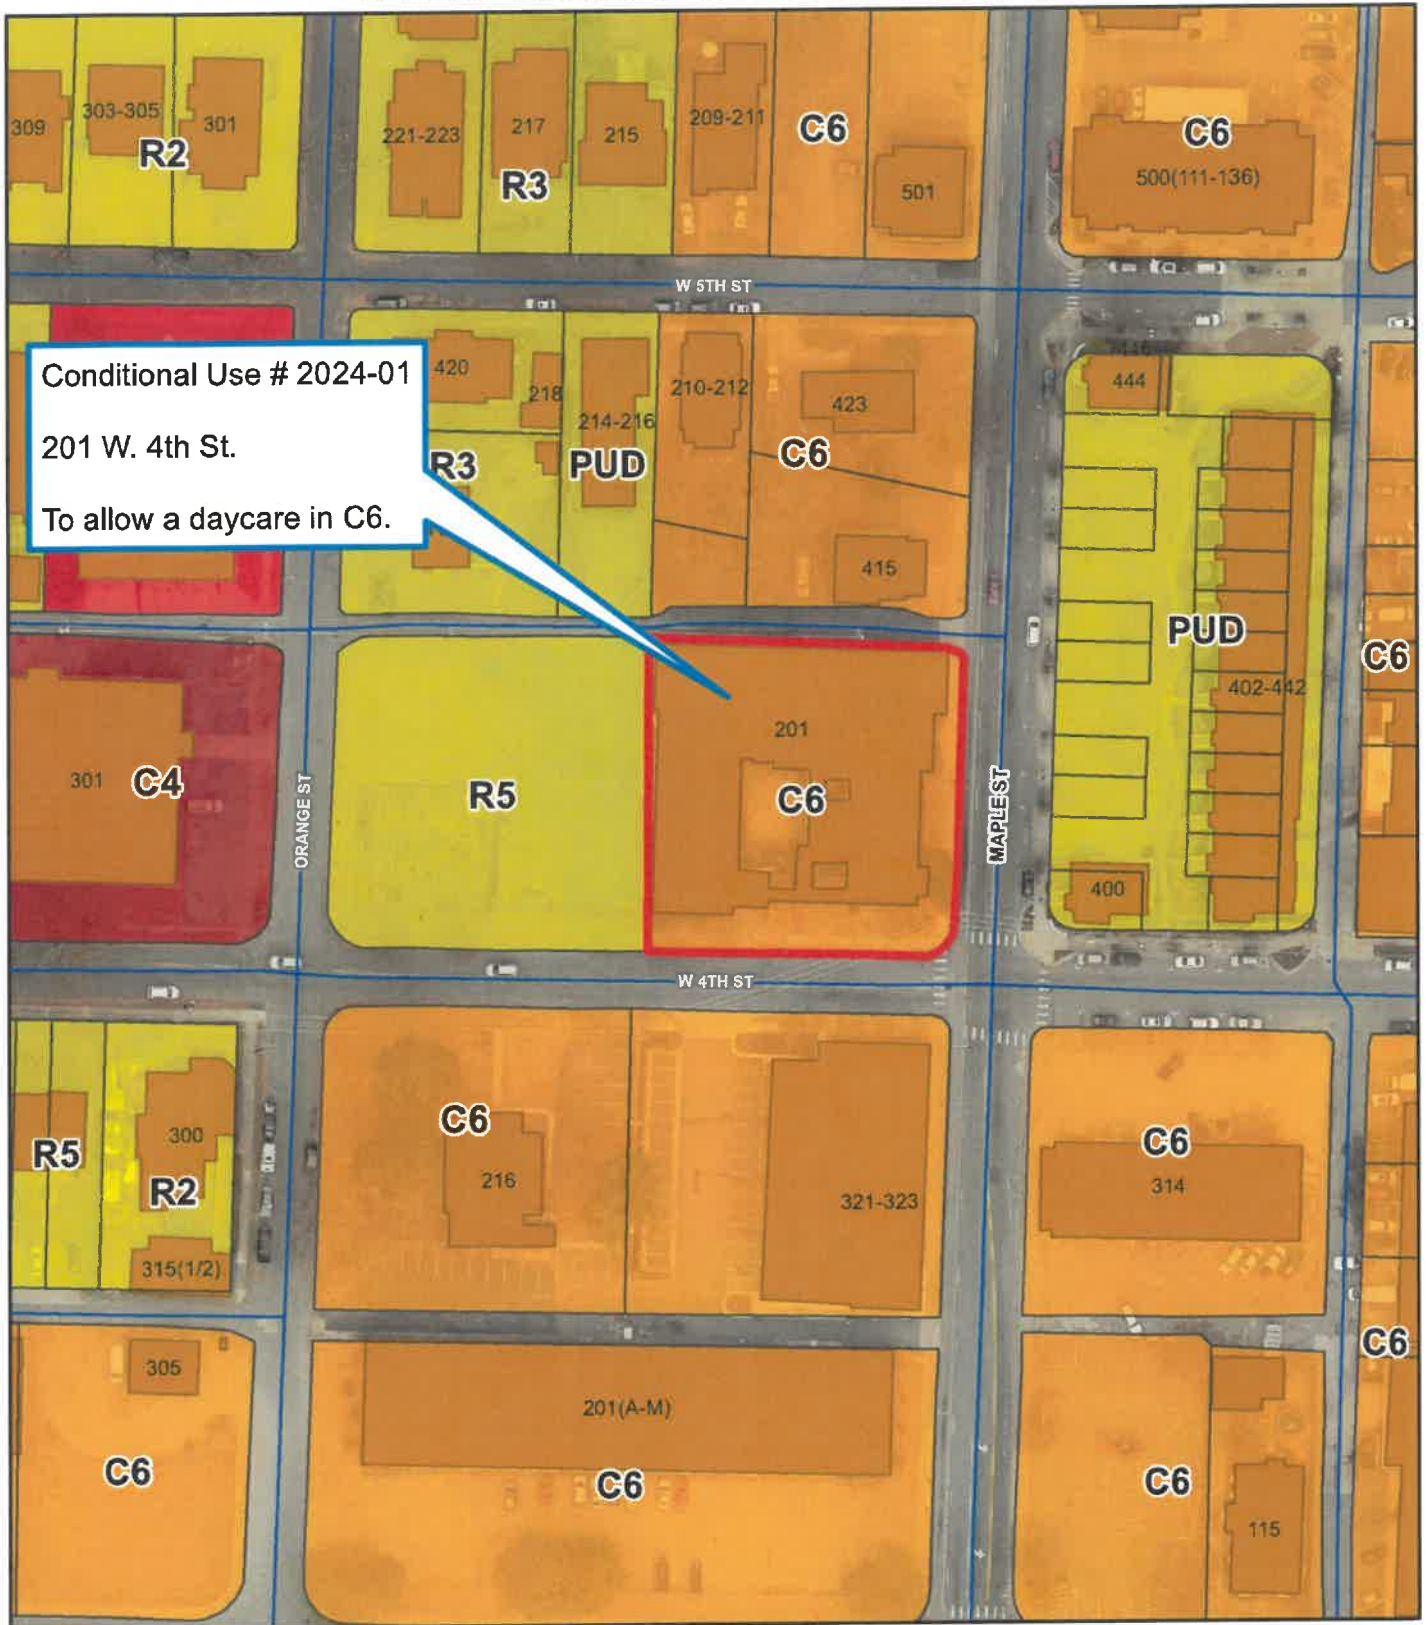 309
303-305
301
R2
221-223
217
215
R3
209-211
C6
501
C6
500(111-136)
W 5TH ST
Conditional Use # 2024-01
201 W. 4th St.
To allow a daycare in C6.
420
218
214-216
R3
PUD
210-212
423
C6
415
444
PUD
402-442
400
C6
301
C4
ORANGE ST
R5
201
C6
MAPLE ST
W 4TH ST
R5
300
R2
315(1/2)
C6
216
321-323
C6
314
C6
305
C6
201(A-M)
C6
C6
115